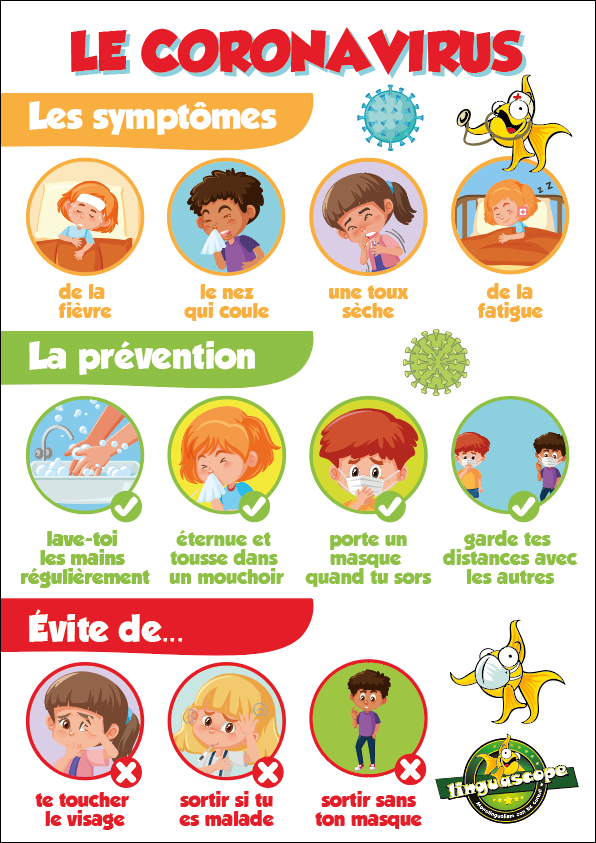 LE CORONAVIRUS
Les symptômes
de la
fièvre
le nez
qui coule
une toux
sèche
z z
de la
fatigue
La prévention
lave-toi
les mains
régulièrement
éternue et
tousse dans
un mouchoir
porte un
masque
quand tu sors
garde tes
distances avec
les autres
Évite de...
te toucher
le visage
sortir si tu
es malade
sortir sans
ton masque
linguascope